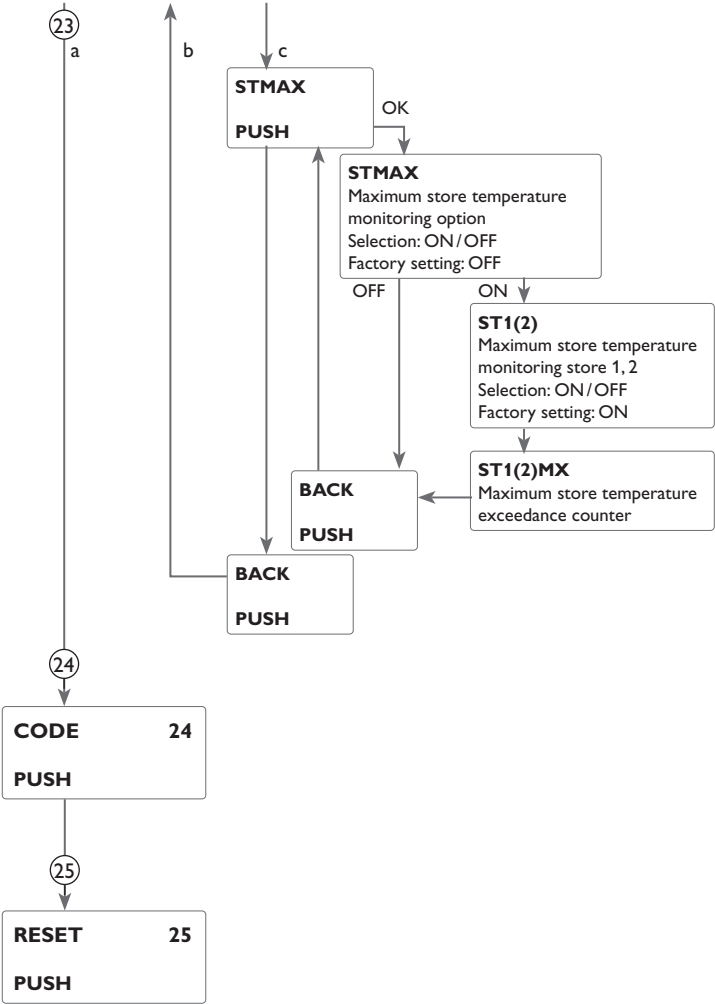 23
a
b
c
STMAX
PUSH
OK
STMAX
Maximum store temperature
monitoring option
Selection: ON / OFF
Factory setting: OFF
OFF
ON
ST1(2)
Maximum store temperature
monitoring store 1, 2
Selection: ON / OFF
Factory setting: ON
ST1(2)MX
Maximum store temperature
exceedance counter
BACK
PUSH
BACK
PUSH
24
CODE 24
PUSH
25
RESET 25
PUSH